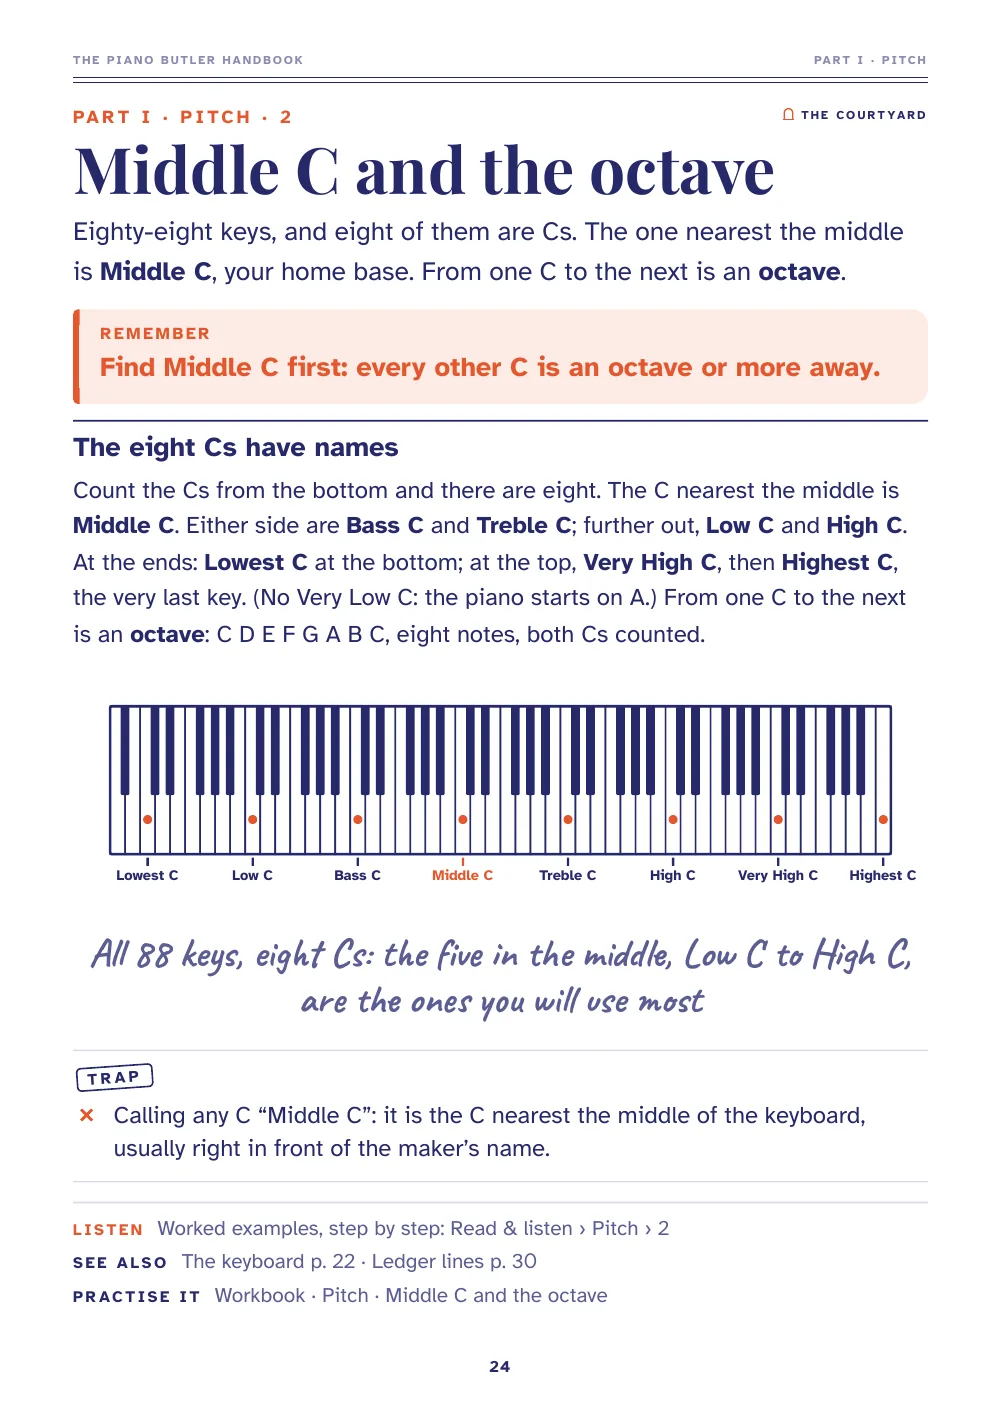 THE PIANO BUTLER HANDBOOK
PART I · PITCH
PART I · PITCH · 2
THE COURTYARD
Middle C and the octave
Eighty-eight keys, and eight of them are Cs. The one nearest the middle
is Middle C, your home base. From one C to the next is an octave.
REMEMBER
Find Middle C first: every other C is an octave or more away.
The eight Cs have names
Count the Cs from the bottom and there are eight. The C nearest the middle is
Middle C. Either side are Bass C and Treble C; further out, Low C and High C.
At the ends: Lowest C at the bottom; at the top, Very High C, then Highest C,
the very last key. (No Very Low C: the piano starts on A.) From one C to the next
is an octave: C D E F G A B C, eight notes, both Cs counted.
Lowest C
Low C
Bass C
Middle C
Treble C
High C
Very High C
Highest C
All 88 keys, eight Cs: the five in the middle, Low C to High C,
are the ones you will use most
TRAP
× Calling any C “Middle C”: it is the C nearest the middle of the keyboard,
usually right in front of the maker’s name.
LISTEN Worked examples, step by step: Read & listen › Pitch › 2
SEE ALSO The keyboard p. 22 · Ledger lines p. 30
PRACTISE IT Workbook · Pitch · Middle C and the octave
24